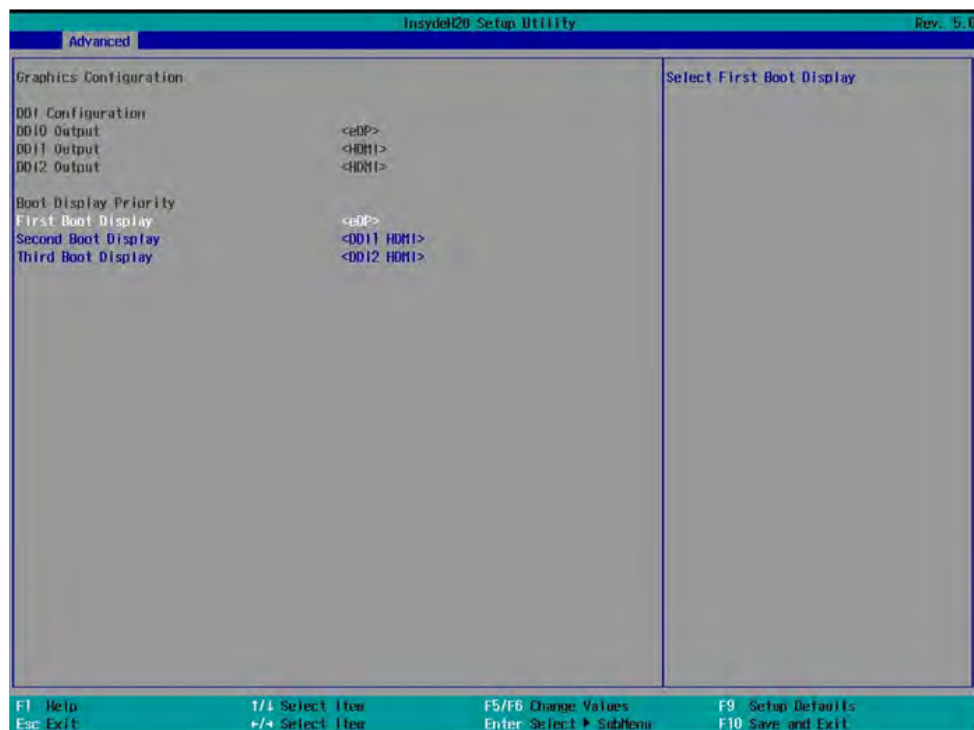 InsydeH20 Setup Utility Rev. 5.0
Advanced
Graphics Configuration
Select First Boot Display
DDI Configuration
DDI0 Output <eDP>
DDI1 Output <HDMI>
DDI2 Output <HDMI>
Boot Display Priority
First Boot Display <eDP>
Second Boot Display <DDI1 HDMI>
Third Boot Display <DDI2 HDMI>
F1 Help ↑/↓ Select Item F5/F6 Change Values F9 Setup Defaults
Esc Exit ←/→ Select Item Enter Select ▶ SubMenu F10 Save and Exit